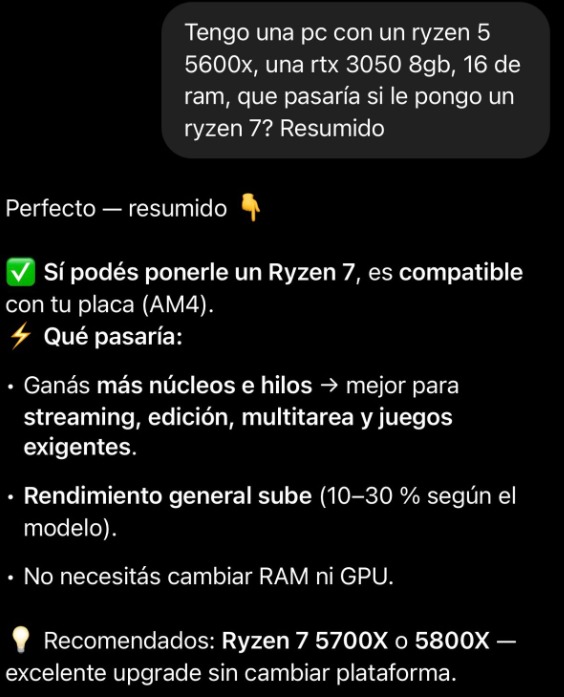 Tengo una pc con un ryzen 5
5600x, una rtx 3050 8gb, 16 de
ram, que pasaría si le pongo un
ryzen 7? Resumido
Perfecto — resumido 👇
✅ Sí podés ponerle un Ryzen 7, es compatible
con tu placa (AM4).
⚡ Qué pasaría:
• Ganás más núcleos e hilos → mejor para
streaming, edición, multitarea y juegos
exigentes.
• Rendimiento general sube (10–30 % según el
modelo).
• No necesitás cambiar RAM ni GPU.
💡 Recomendados: Ryzen 7 5700X o 5800X —
excelente upgrade sin cambiar plataforma.